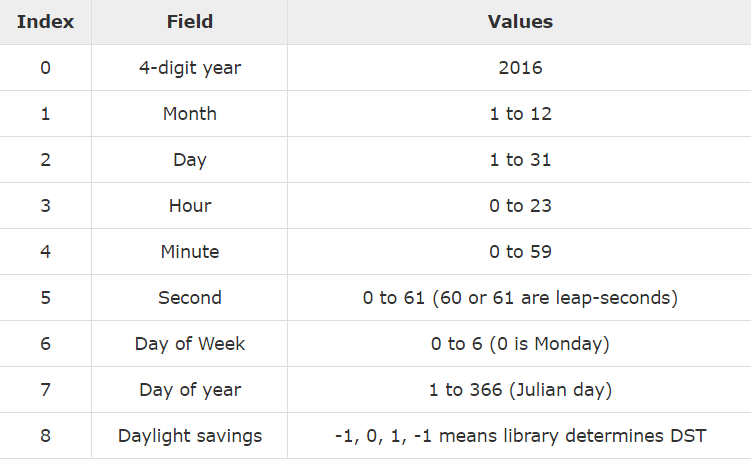 Index Field Values
0 4-digit year 2016
1 Month 1 to 12
2 Day 1 to 31
3 Hour 0 to 23
4 Minute 0 to 59
5 Second 0 to 61 (60 or 61 are leap-seconds)
6 Day of Week 0 to 6 (0 is Monday)
7 Day of year 1 to 366 (Julian day)
8 Daylight savings -1, 0, 1, -1 means library determines DST